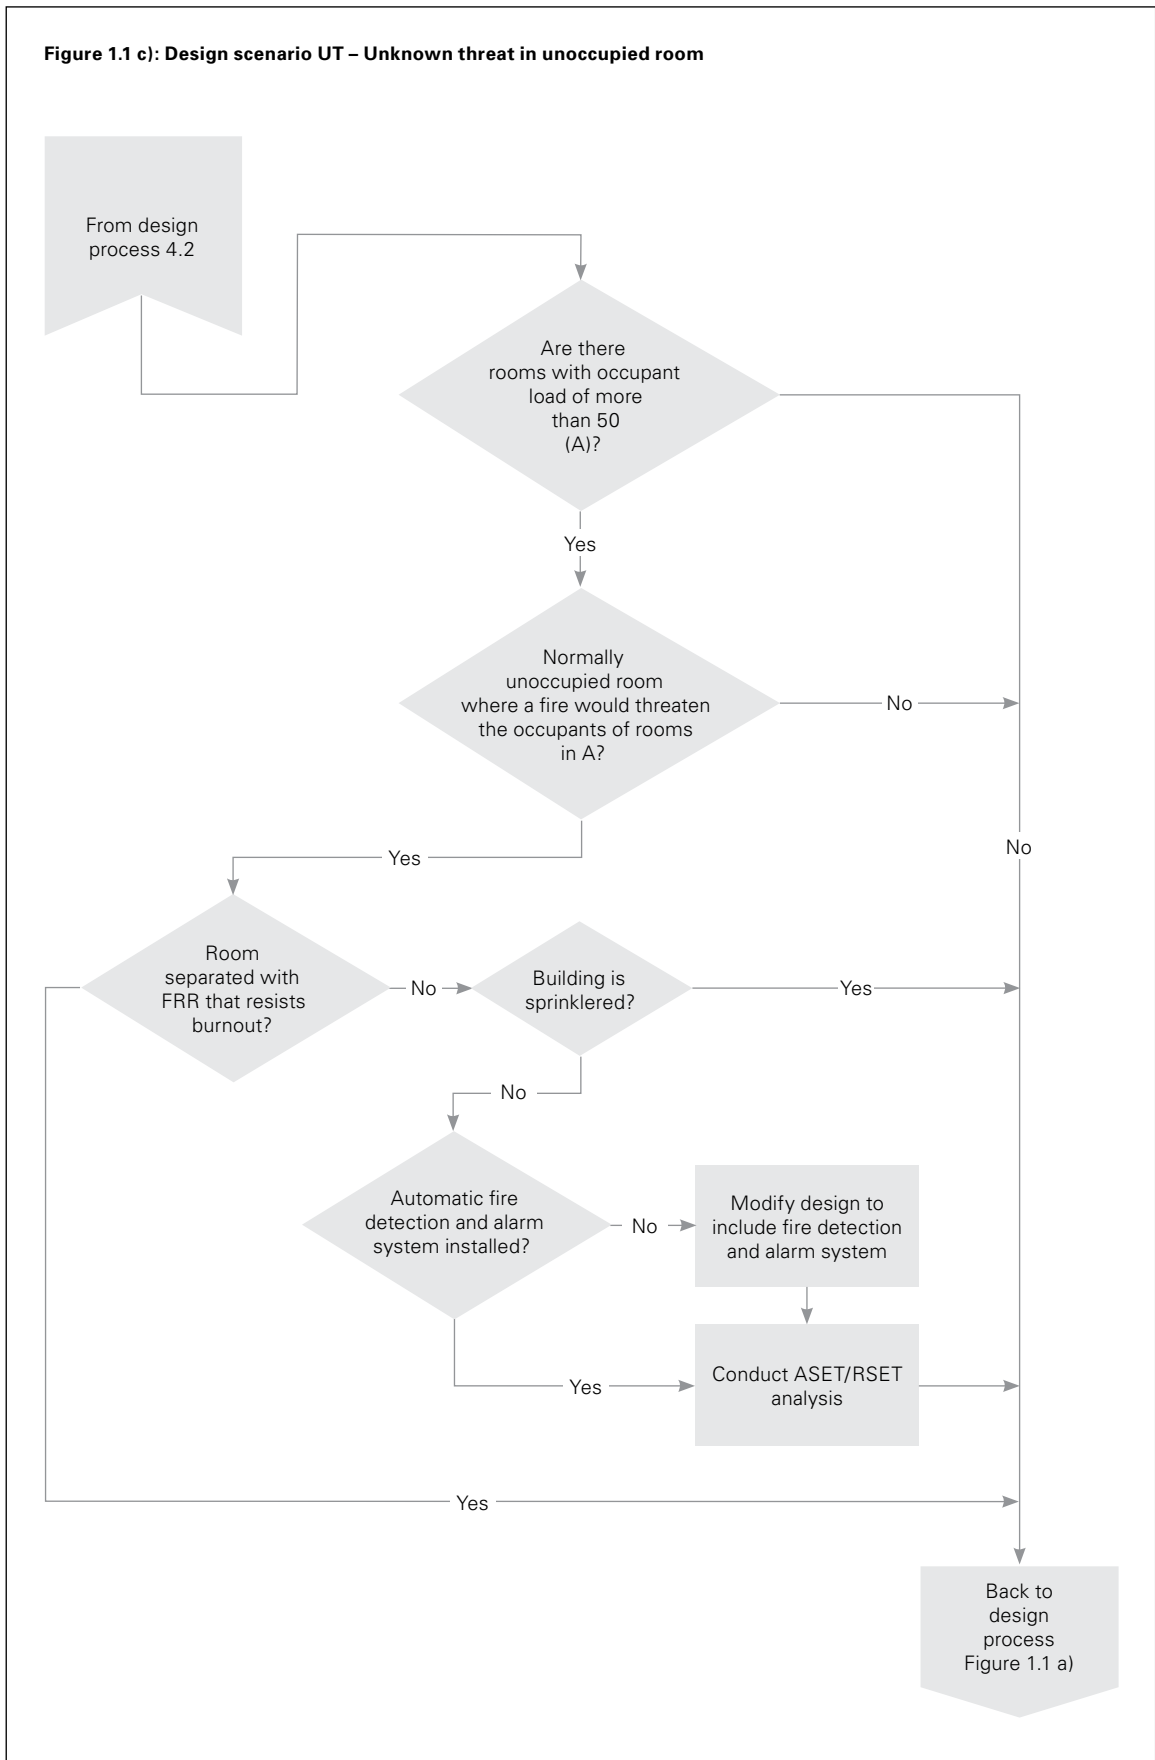 Figure 1.1 c): Design scenario UT – Unknown threat in unoccupied room
From design
process 4.2
Are there
rooms with occupant
load of more
than 50
(A)?
Yes
Normally
unoccupied room
where a fire would threaten
the occupants of rooms
in A?
No
No
Yes
Room
separated with
FRR that resists
burnout?
No
Building is
sprinklered?
Yes
No
Automatic fire
detection and alarm
system installed?
No
Modify design to
include fire detection
and alarm system
Yes
Conduct ASET/RSET
analysis
Yes
Back to
design
process
Figure 1.1 a)